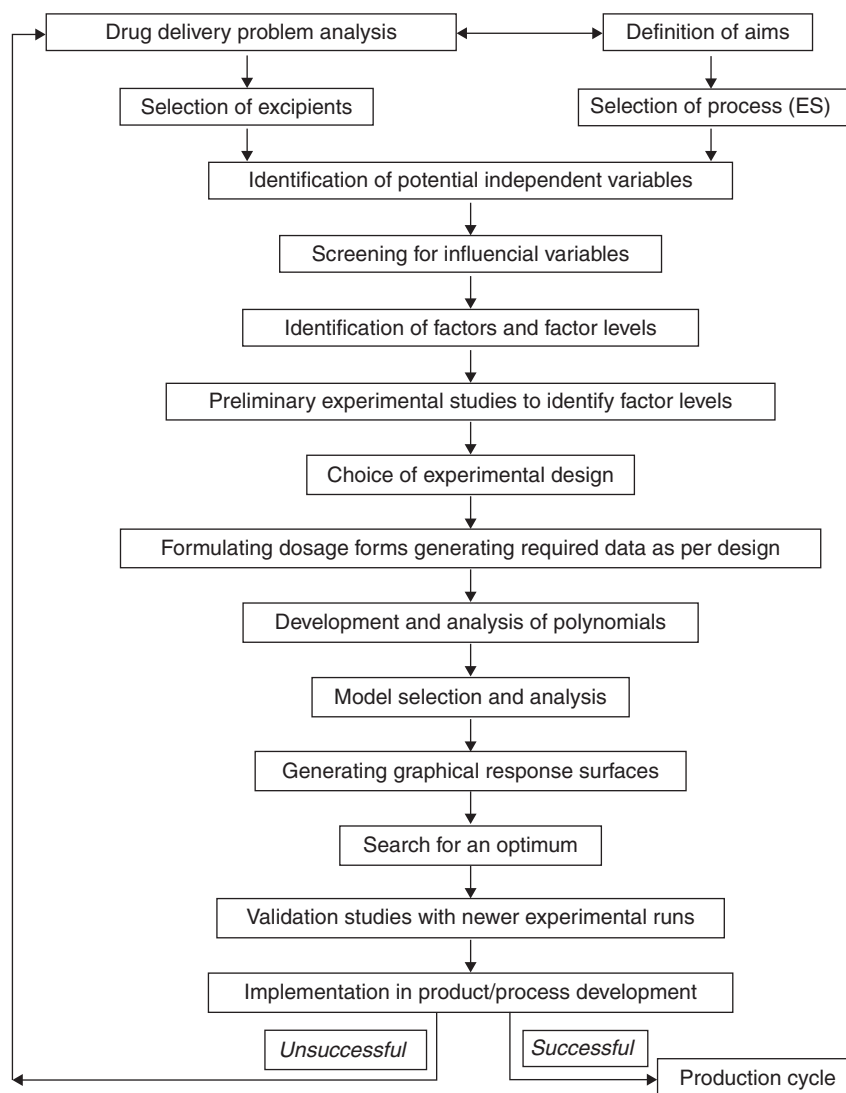 Drug delivery problem analysis
Definition of aims
Selection of excipients
Selection of process (ES)
Identification of potential independent variables
Screening for influencial variables
Identification of factors and factor levels
Preliminary experimental studies to identify factor levels
Choice of experimental design
Formulating dosage forms generating required data as per design
Development and analysis of polynomials
Model selection and analysis
Generating graphical response surfaces
Search for an optimum
Validation studies with newer experimental runs
Implementation in product/process development
Unsuccessful
Successful
Production cycle